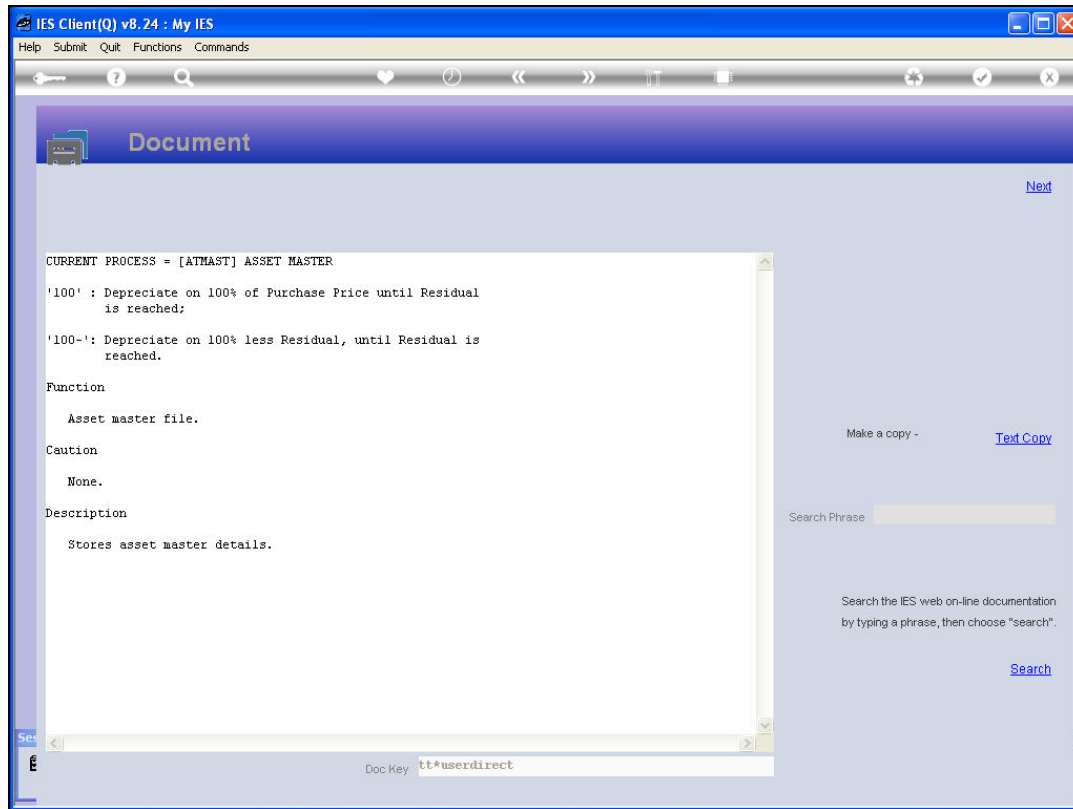 IES Client(Q) v8.24 : My IES
Help Submit Quit Functions Commands
Document
Next
CURRENT PROCESS = [ATMAST] ASSET MASTER
'100' : Depreciate on 100% of Purchase Price until Residual
is reached;
'100-': Depreciate on 100% less Residual, until Residual is
reached.
Function
Asset master file.
Caution
None.
Description
Stores asset master details.
Make a copy -
Text Copy
Search Phrase
Search the IES web on-line documentation
by typing a phrase, then choose "search".
Search
Ses
Doc Key tt*userdirect